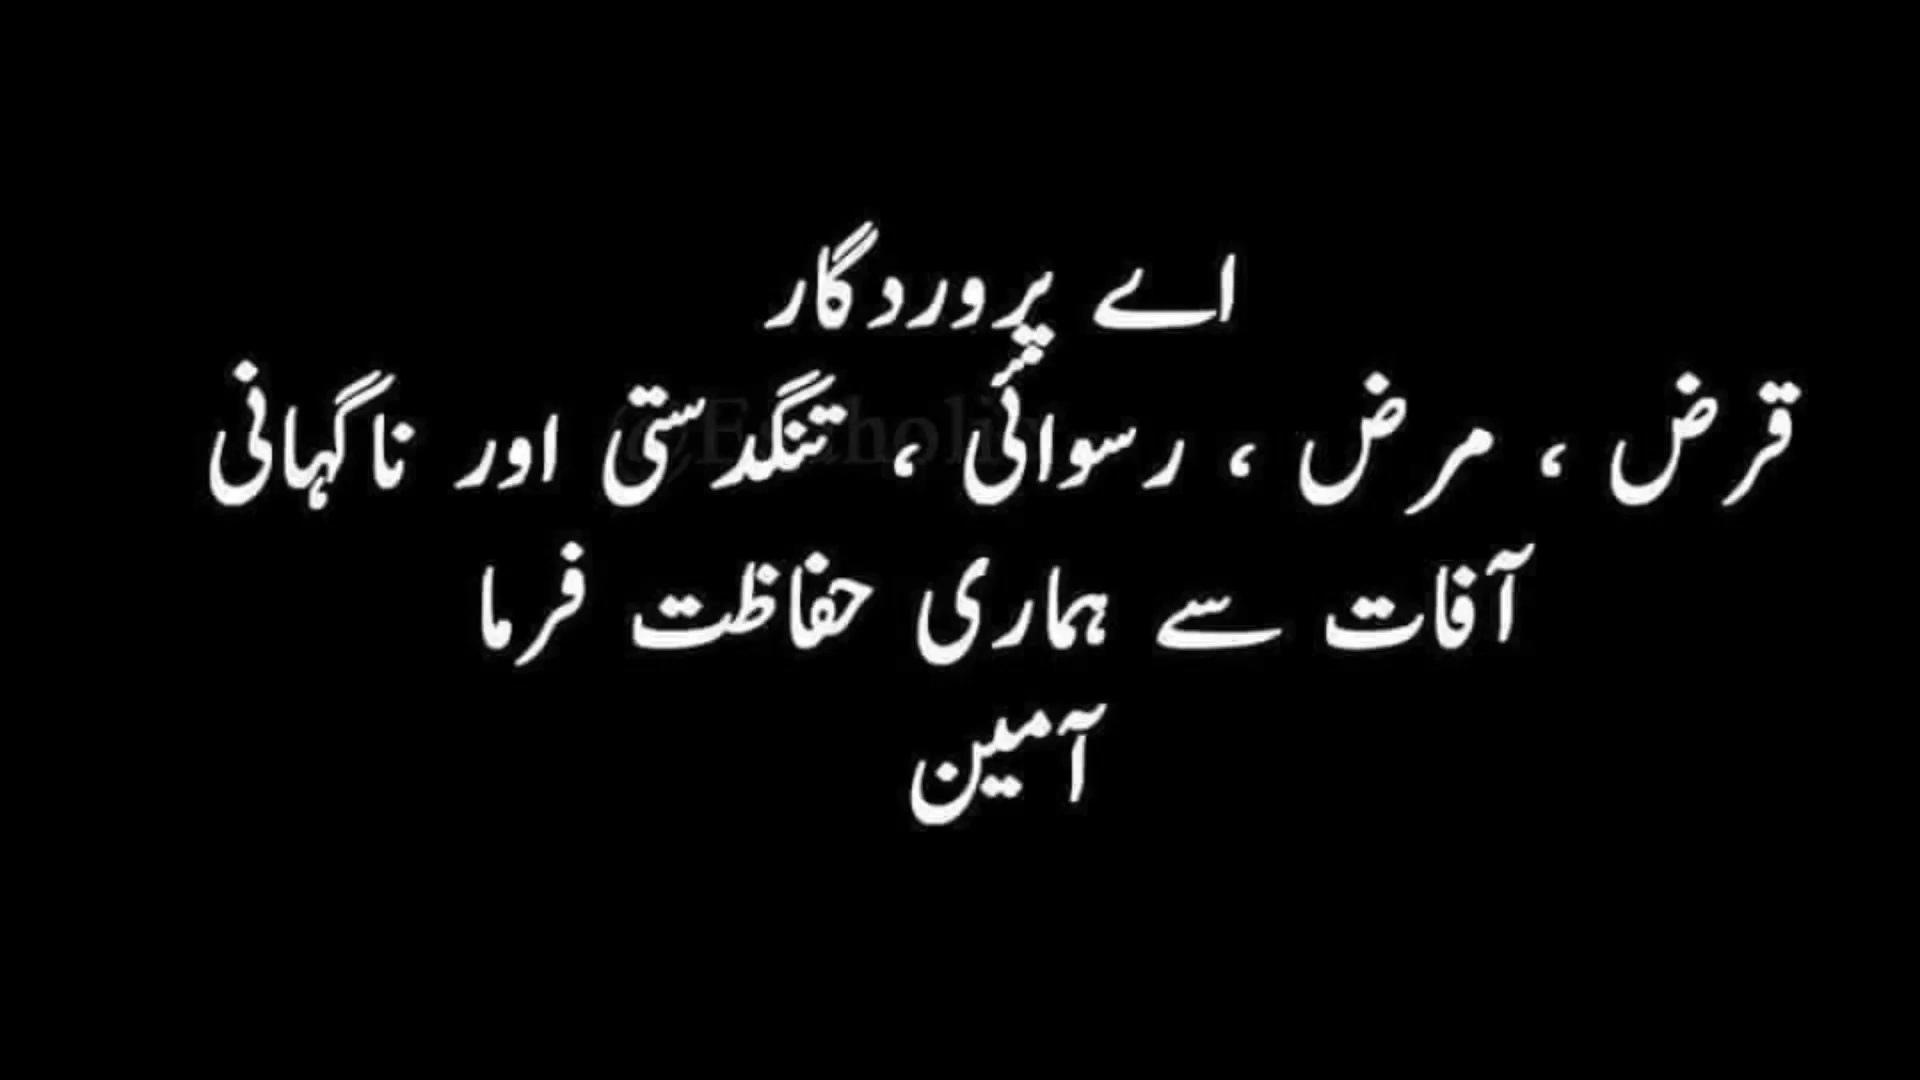 اے پروردگار
قرض ، مرض ، رسوائی ، تنگدستی اور ناگہانی
آفات سے ہماری حفاظت فرما
آمین